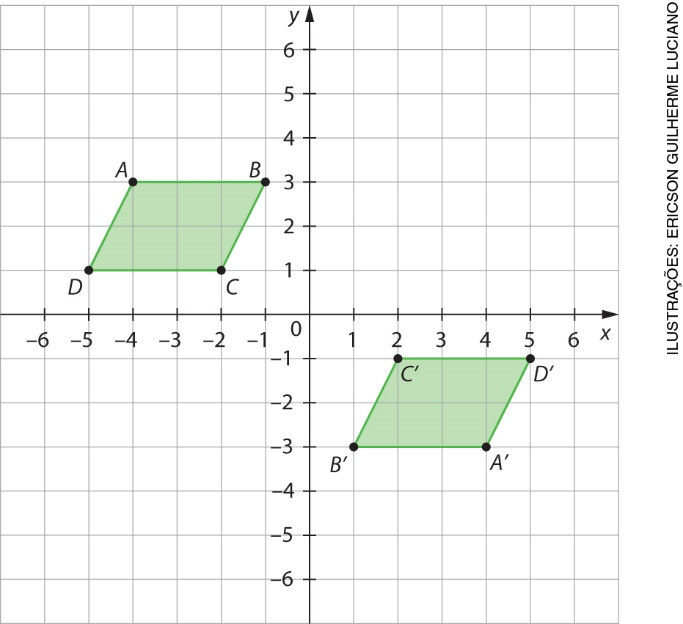 y
6
5
4
A
B
3
2
D
C
1
–6
–5
–4
–3
–2
–1
0
1
2
3
4
5
6
x
–1
C′
D′
–2
–3
B′
A′
–4
–5
–6
ILUSTRAÇÕES: ERICSON GUILHERME LUCIANO